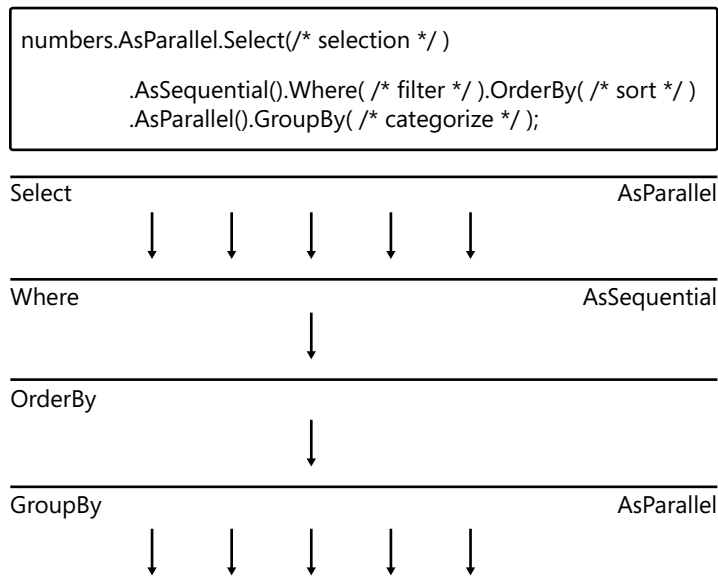 numbers.AsParallel.Select(/* selection */ )
.AsSequential().Where( /* filter */ ).OrderBy( /* sort */ )
.AsParallel().GroupBy( /* categorize */ );
Select AsParallel
Where AsSequential
OrderBy
GroupBy AsParallel